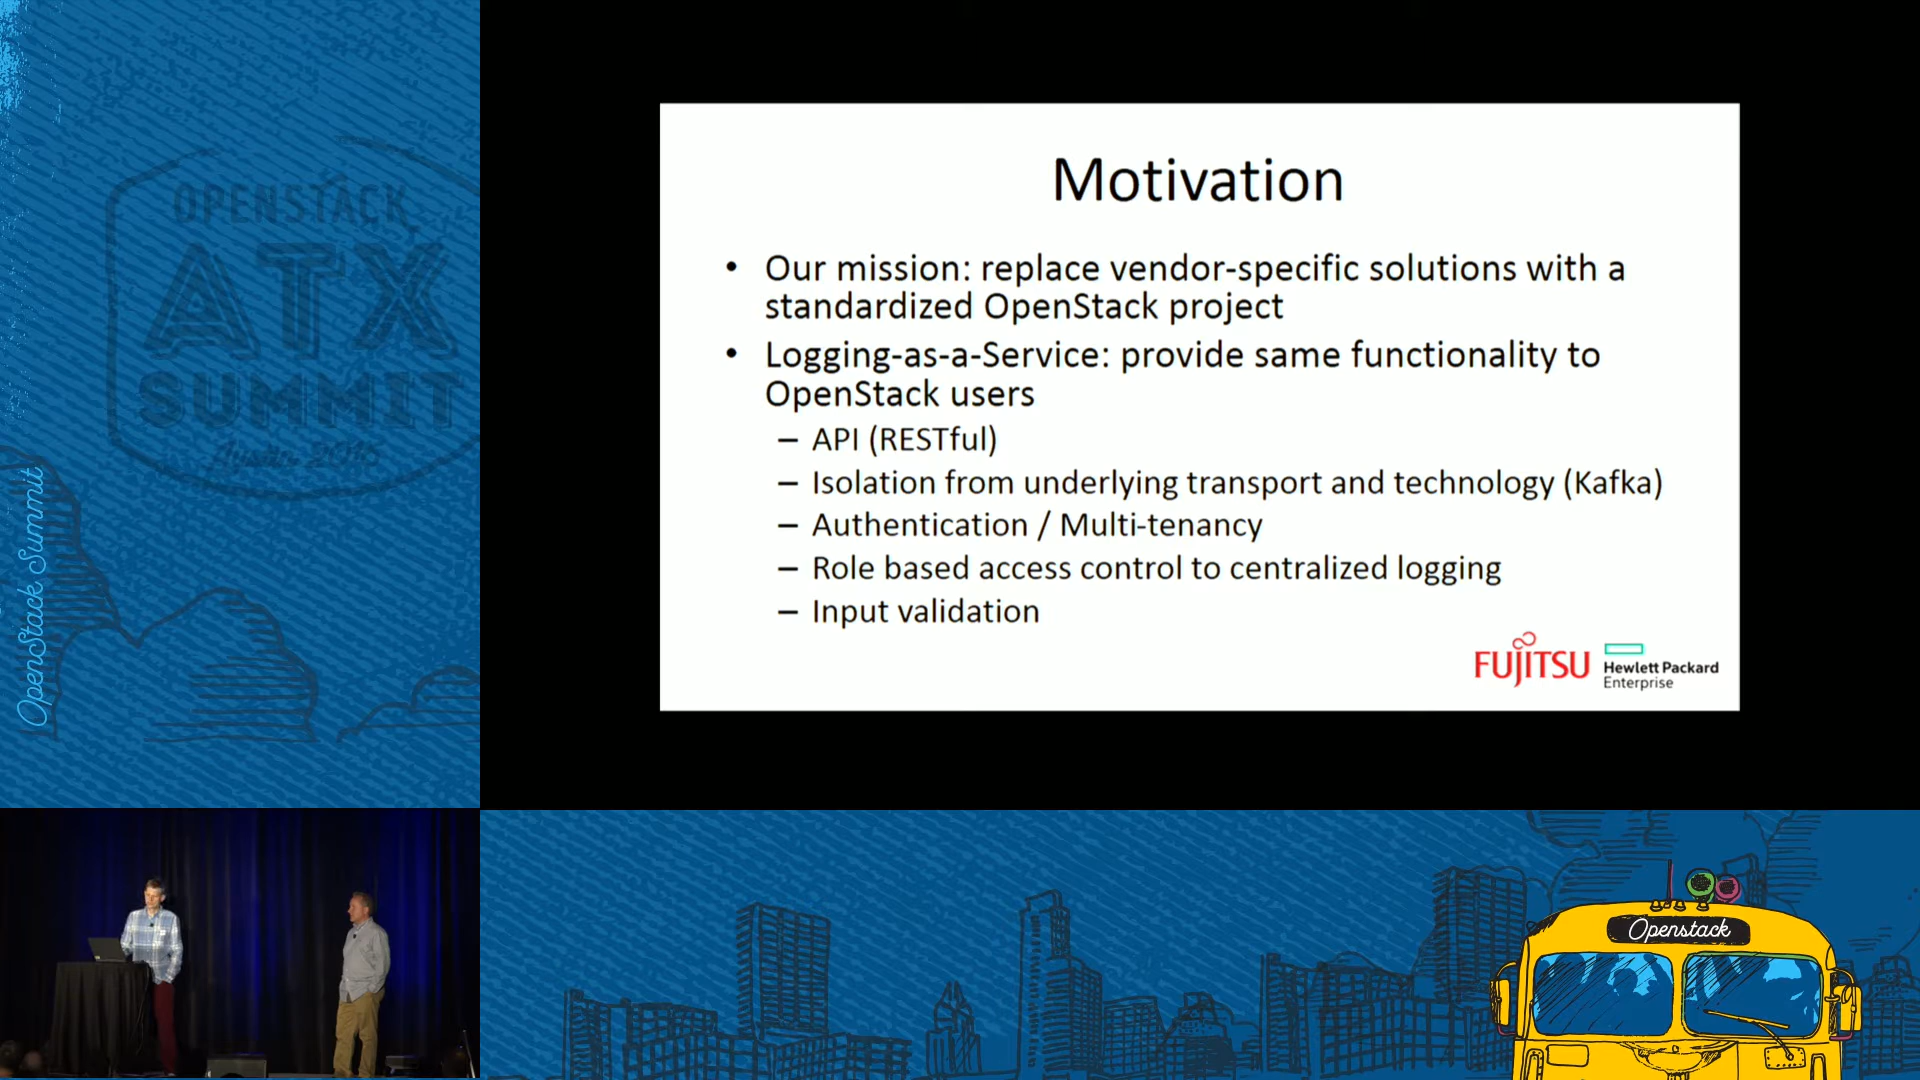 OPENSTACK
ATX
SUMMIT
Austin 2016
OpenStack Summit
Motivation
• Our mission: replace vendor-specific solutions with a
standardized OpenStack project
• Logging-as-a-Service: provide same functionality to
OpenStack users
– API (RESTful)
– Isolation from underlying transport and technology (Kafka)
– Authentication / Multi-tenancy
– Role based access control to centralized logging
– Input validation
FUJITSU
Hewlett Packard
Enterprise
Openstack